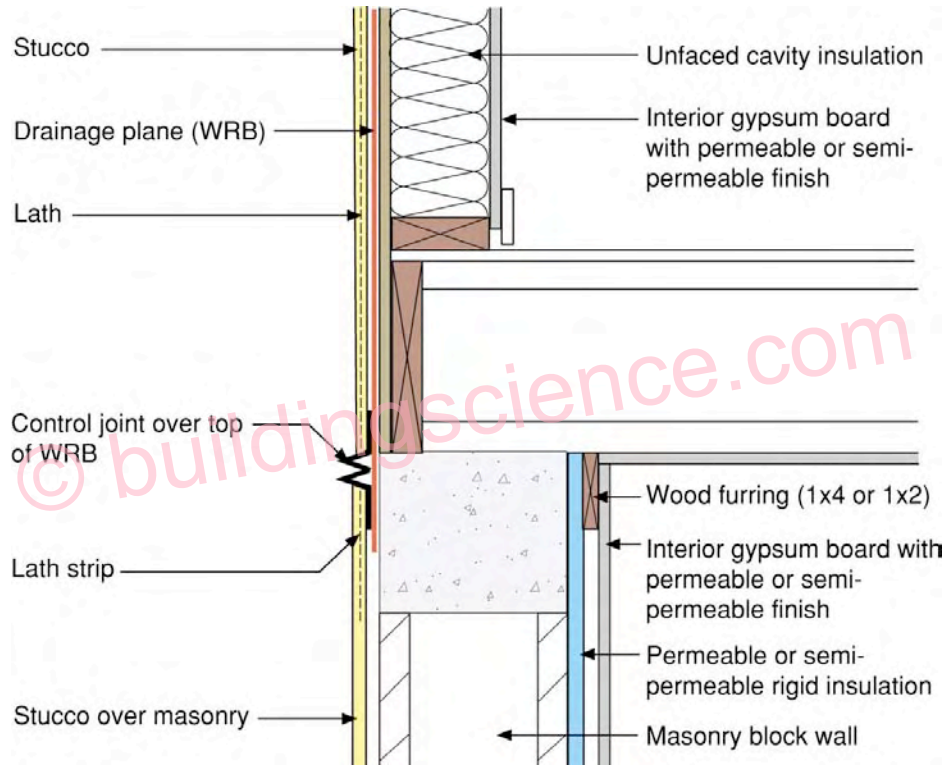 Stucco
Drainage plane (WRB)
Lath
Control joint over top
of WRB
Lath strip
Stucco over masonry
Unfaced cavity insulation
Interior gypsum board
with permeable or semi-
permeable finish
Wood furring (1x4 or 1x2)
Interior gypsum board with
permeable or semi-
permeable finish
Permeable or semi-
permeable rigid insulation
Masonry block wall
© buildingscience.com